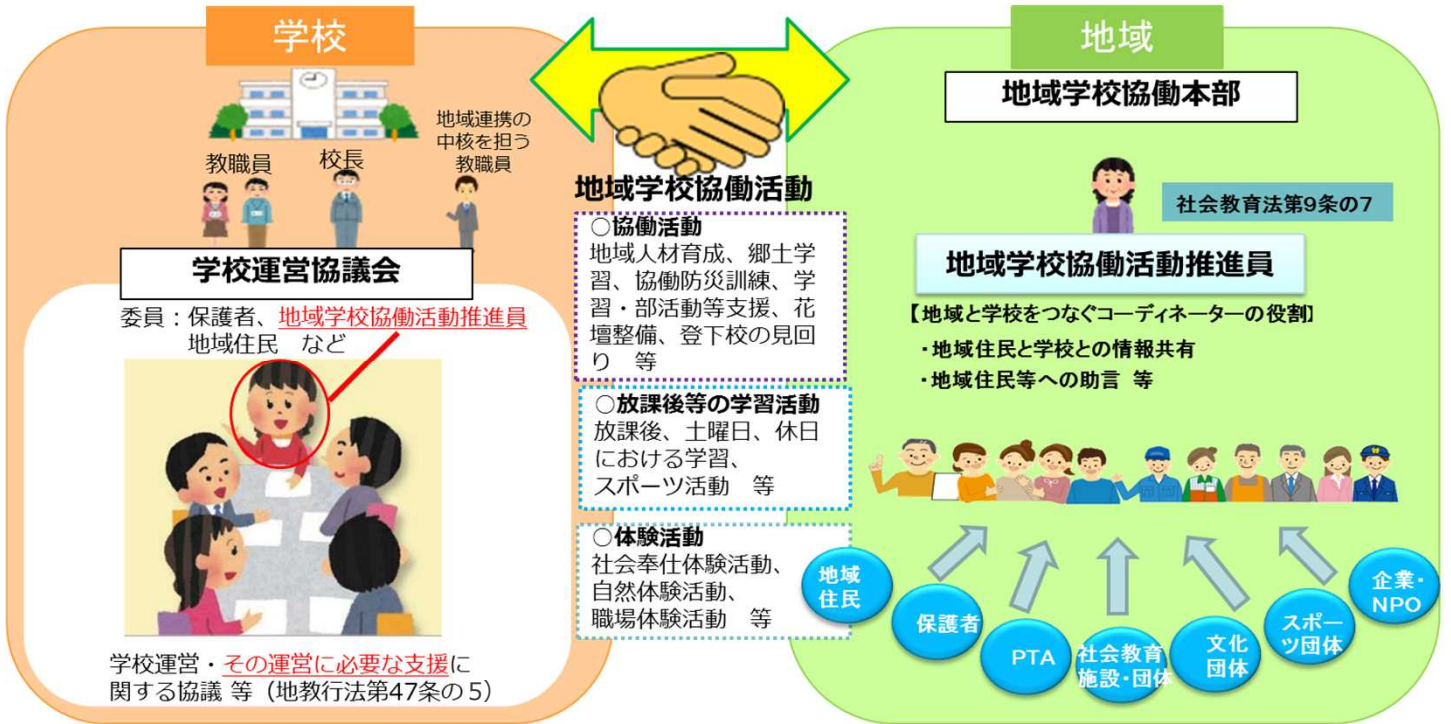 学校
教職員
校長
地域連携の
中核を担う
教職員
学校運営協議会
委員：保護者、地域学校協働活動推進員
地域住民　など
学校運営・その運営に必要な支援に
関する協議 等（地教行法第47条の５）
地域学校協働活動
○協働活動
地域人材育成、郷土学
習、協働防災訓練、学
習・部活動等支援、花
壇整備、登下校の見回
り　等
○放課後等の学習活動
放課後、土曜日、休日
における学習、
スポーツ活動　等
○体験活動
社会奉仕体験活動、
自然体験活動、
職場体験活動　等
地域
地域学校協働本部
社会教育法第9条の７
地域学校協働活動推進員
【地域と学校をつなぐコーディネーターの役割】
・地域住民と学校との情報共有
・地域住民等への助言 等
地域
住民
保護者
PTA
社会教育
施設・団体
文化
団体
スポー
ツ団体
企業・
NPO